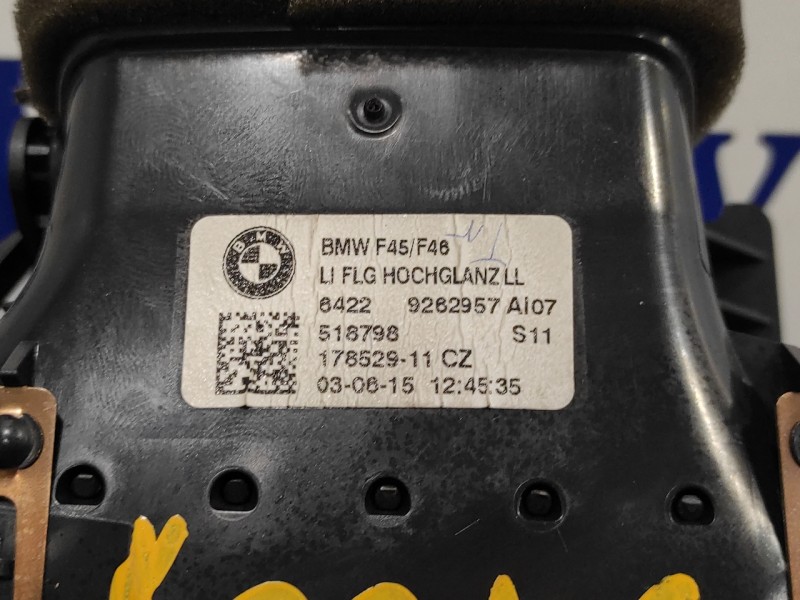 BMW
BMW F45/F46
LI FLG HOCHGLANZ LL
6422 9262957 AI07
518798 S11
178529-11 CZ
03-06-15 12:45:35